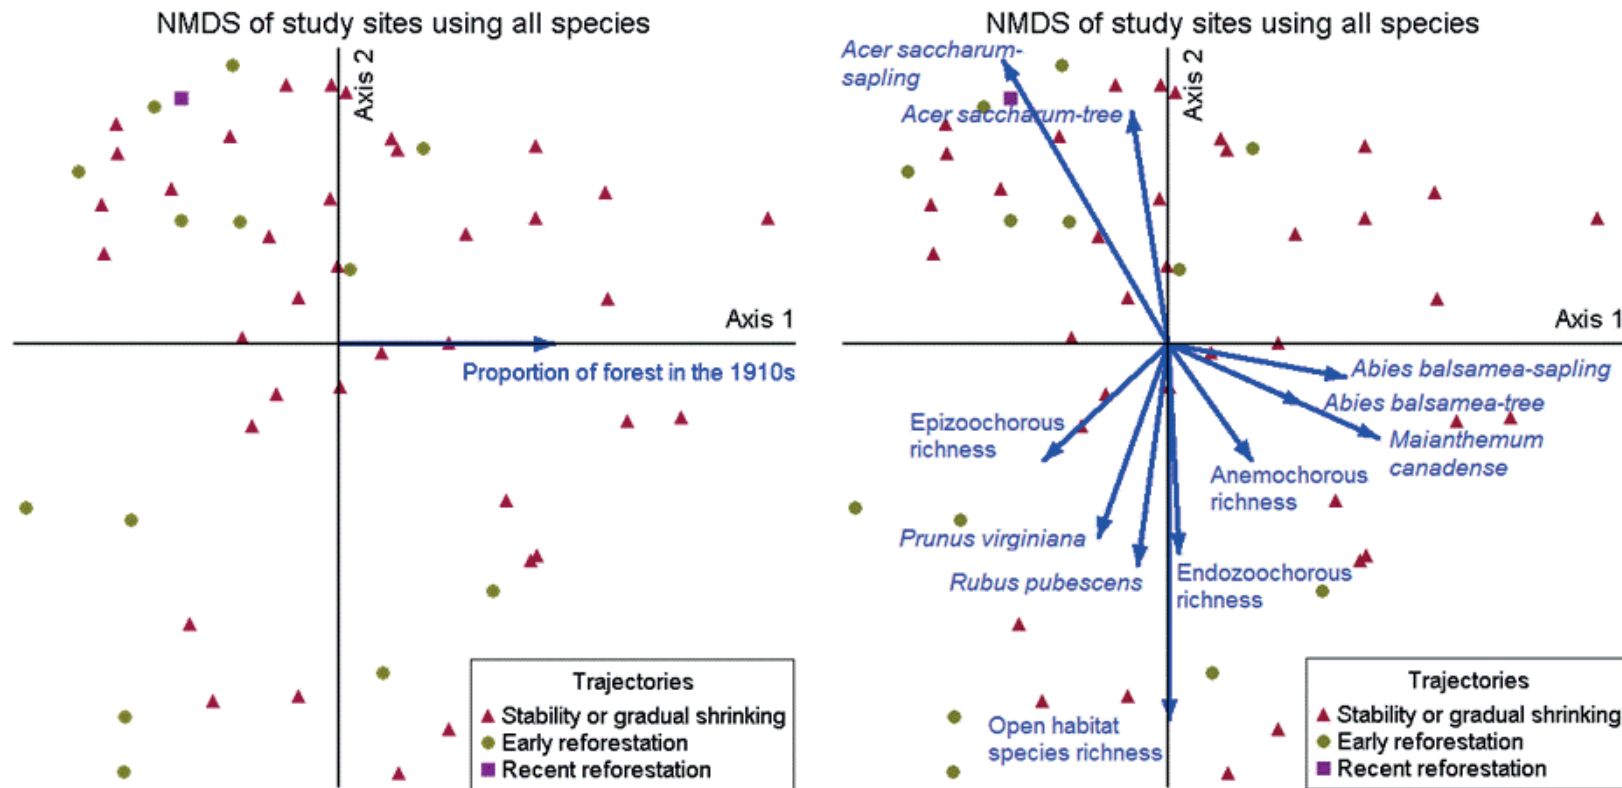 NMDS of study sites using all species
Axis 2
Axis 1
Proportion of forest in the 1910s
Trajectories
Stability or gradual shrinking
Early reforestation
Recent reforestation
NMDS of study sites using all species
Acer saccharum-
sapling
Axis 2
Acer saccharum-tree
Axis 1
Abies balsamea-sapling
Abies balsamea-tree
Maianthemum
canadense
Epizoochorous
richness
Anemochorous
richness
Prunus virginiana
Rubus pubescens
Endozoochorous
richness
Open habitat
species richness
Trajectories
Stability or gradual shrinking
Early reforestation
Recent reforestation